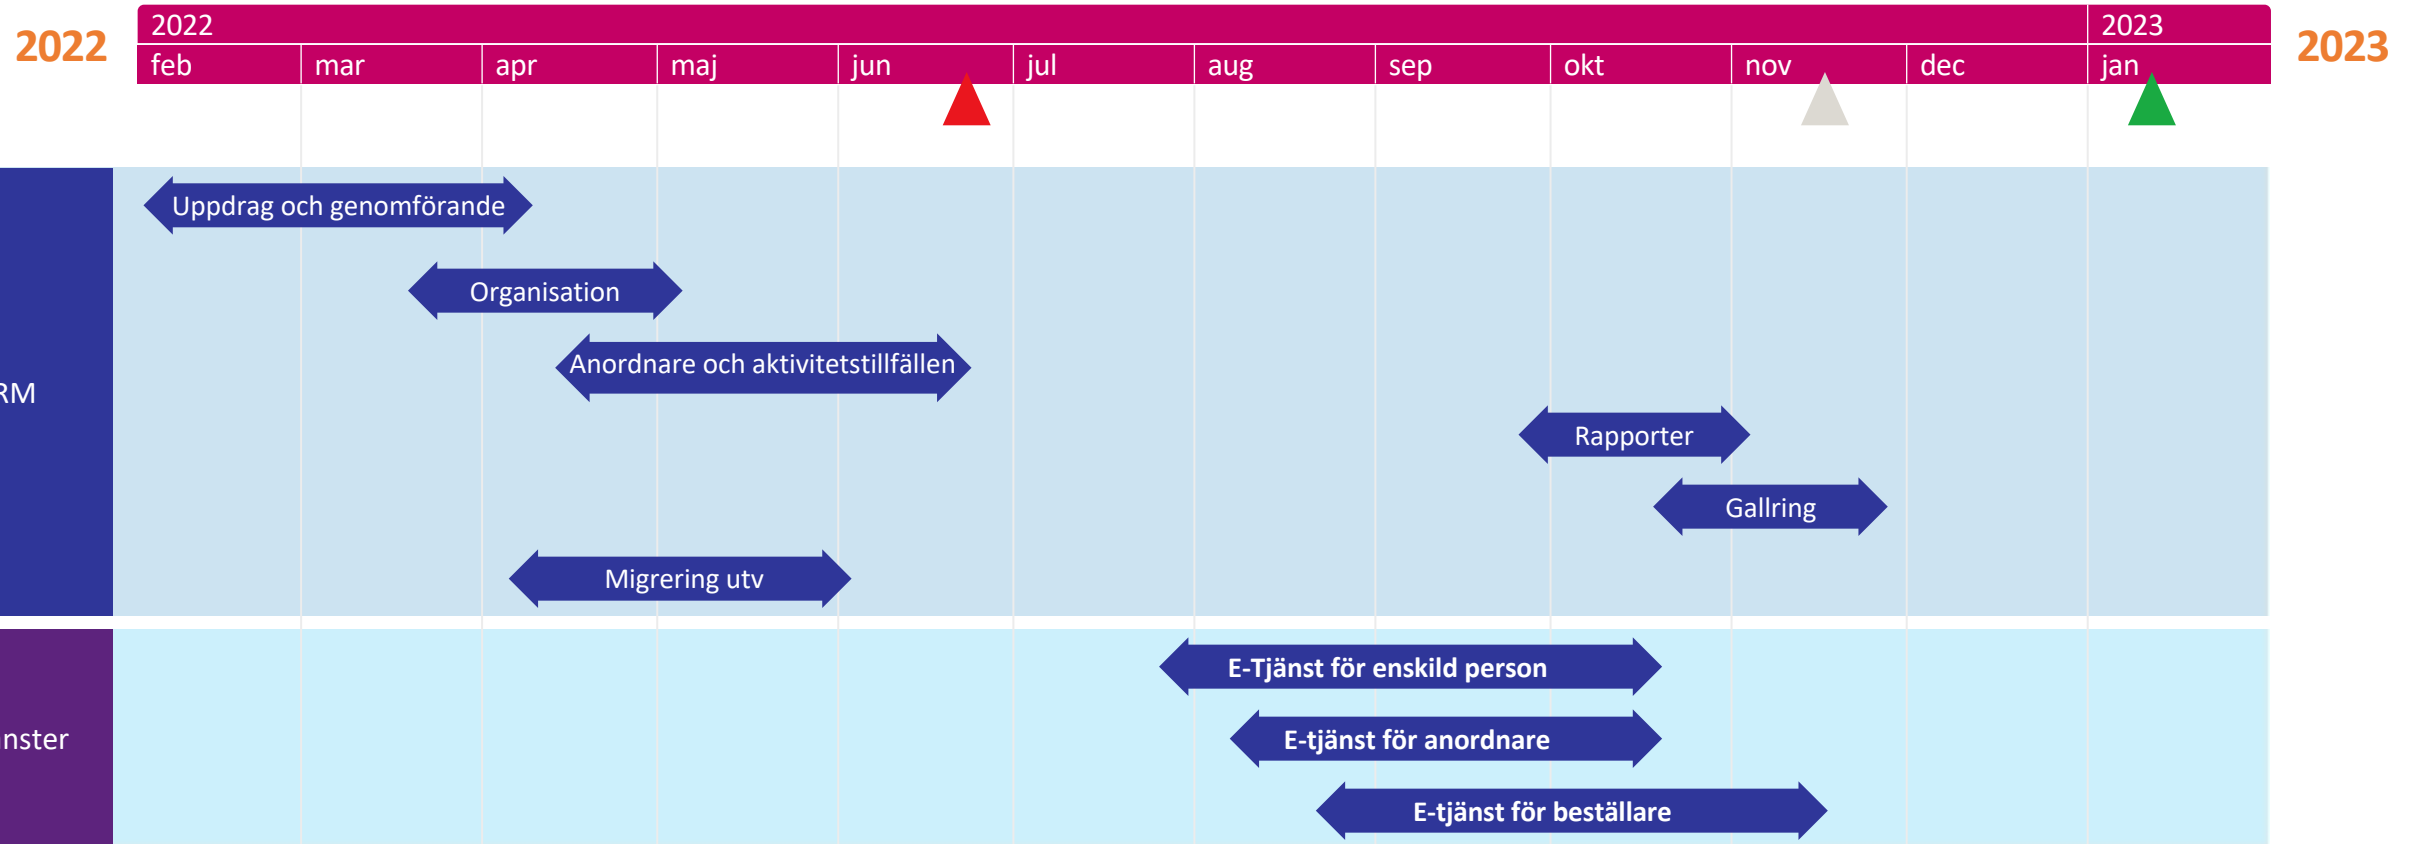 2022
2022
2023
2023
feb
mar
apr
maj
jun
jul
aug
sep
okt
nov
dec
jan
Uppdrag och genomförande
Organisation
Anordnare och aktivitetstillfällen
RM
Rapporter
Gallring
Migrering utv
E-Tjänst för enskild person
nster
E-tjänst för anordnare
E-tjänst för beställare